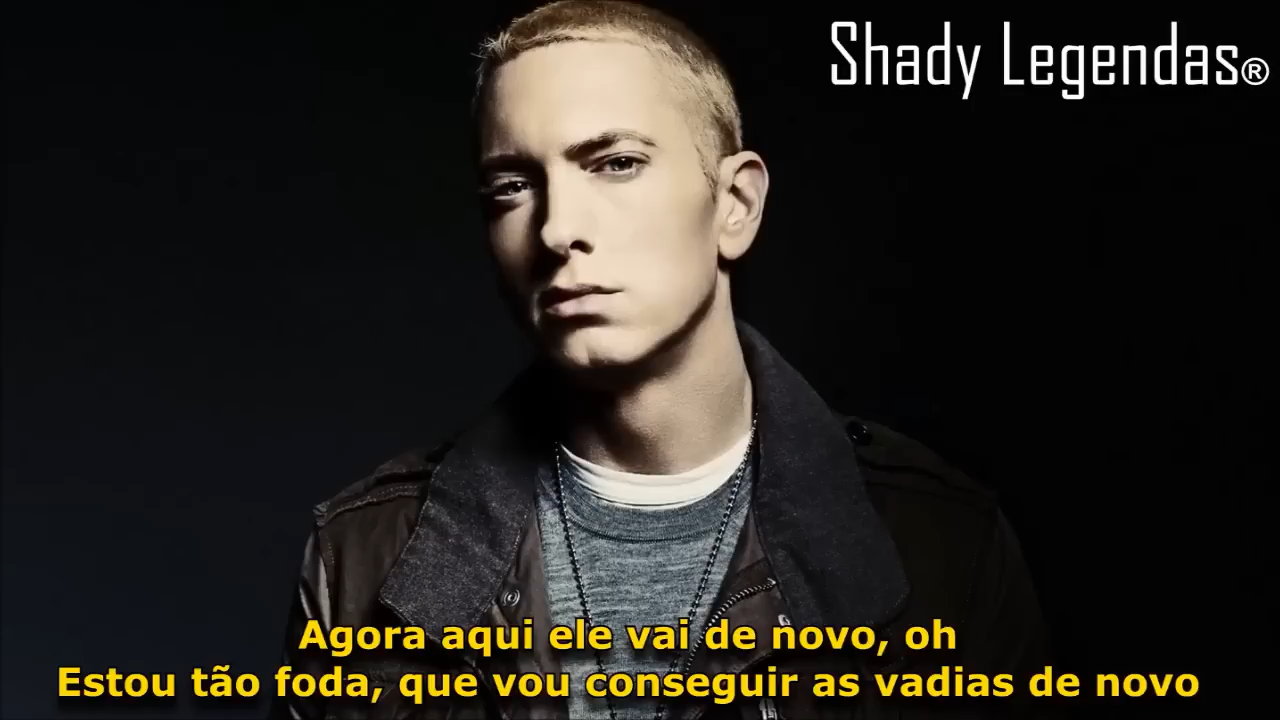 Shady Legendas®
Agora aqui ele vai de novo, oh
Estou tão foda, que vou conseguir as vadias de novo